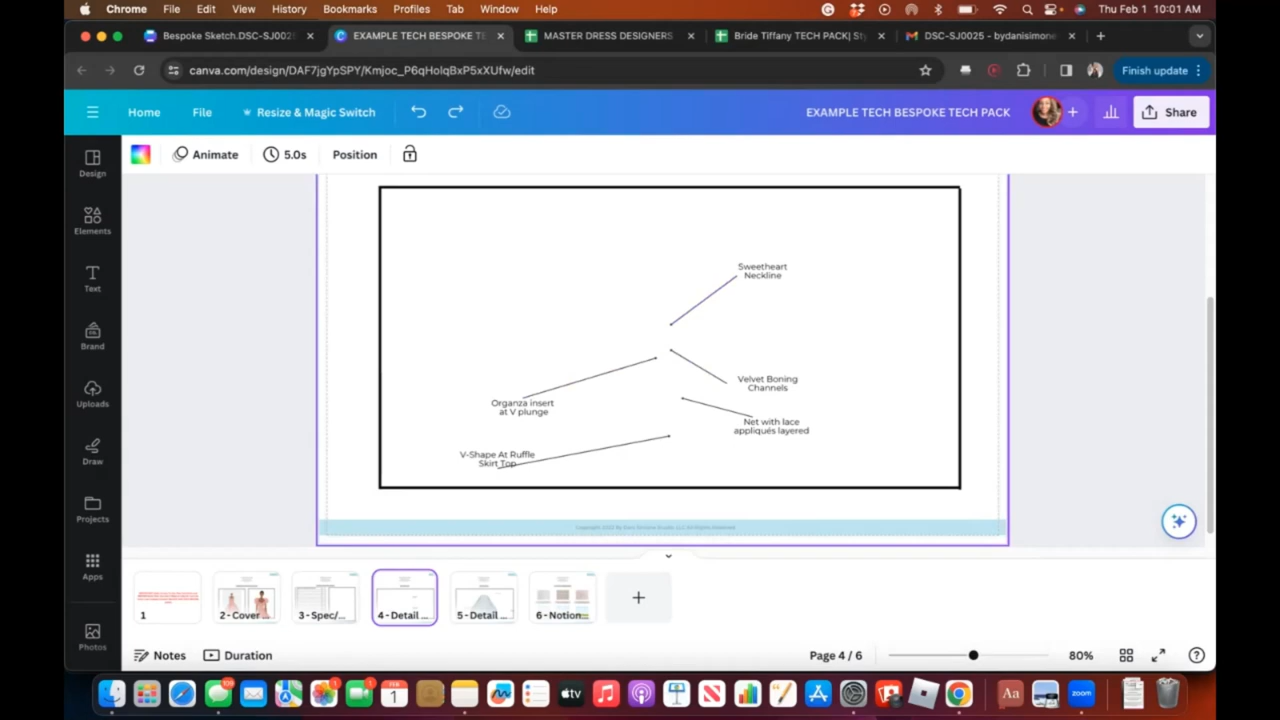 Chrome File Edit View History Bookmarks Profiles Tab Window Help Thu Feb 1 10:01 AM
Bespoke Sketch.DSC-SJ002 EXAMPLE TECH BESPOKE TE MASTER DRESS DESIGNERS Bride Tiffany TECH PACK| Sty DSC-SJ0025 - bydanisimone
canva.com/design/DAF7jgYpSPY/Kmjoc_P6qHolqBxP5xXUfw/edit Finish update
Home File Resize & Magic Switch EXAMPLE TECH BESPOKE TECH PACK Share
Animate 5.0s Position
Design
Elements
Text
Brand
Uploads
Draw
Projects
Apps
Photos
Sweetheart
Neckline
Velvet Boning
Channels
Organza insert
at V plunge
Net with lace
appliqués layered
V-Shape At Ruffle
Skirt Top
1 2-Cover ... 3-Spec/... 4-Detail ... 5-Detail ... 6-Notion
Notes Duration Page 4 / 6 80%
1
Aa
zoom
tv